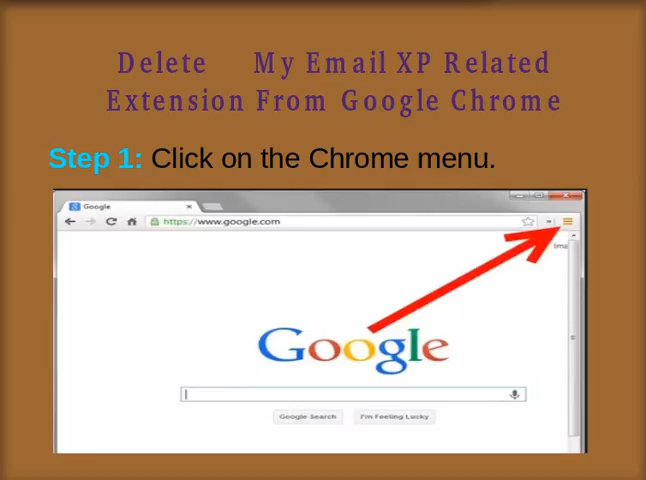 Delete My Email XP Related
Extension From Google Chrome
Step 1: Click on the Chrome menu.
Google
https://www.google.com
Ima
Google
Google Search I'm Feeling Lucky